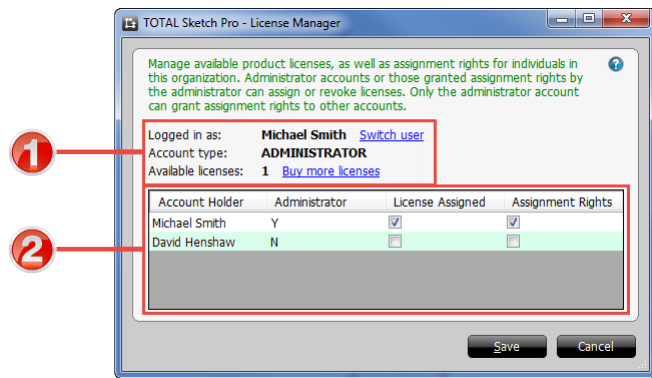 TOTAL Sketch Pro - License Manager
Manage available product licenses, as well as assignment rights for individuals in
this organization. Administrator accounts or those granted assignment rights by
the administrator can assign or revoke licenses. Only the administrator account
can grant assignment rights to other accounts.
?
Logged in as: Michael Smith Switch user
Account type: ADMINISTRATOR
Available licenses: 1 Buy more licenses
1
Account Holder Administrator License Assigned Assignment Rights
Michael Smith Y
David Henshaw N
2
Save Cancel